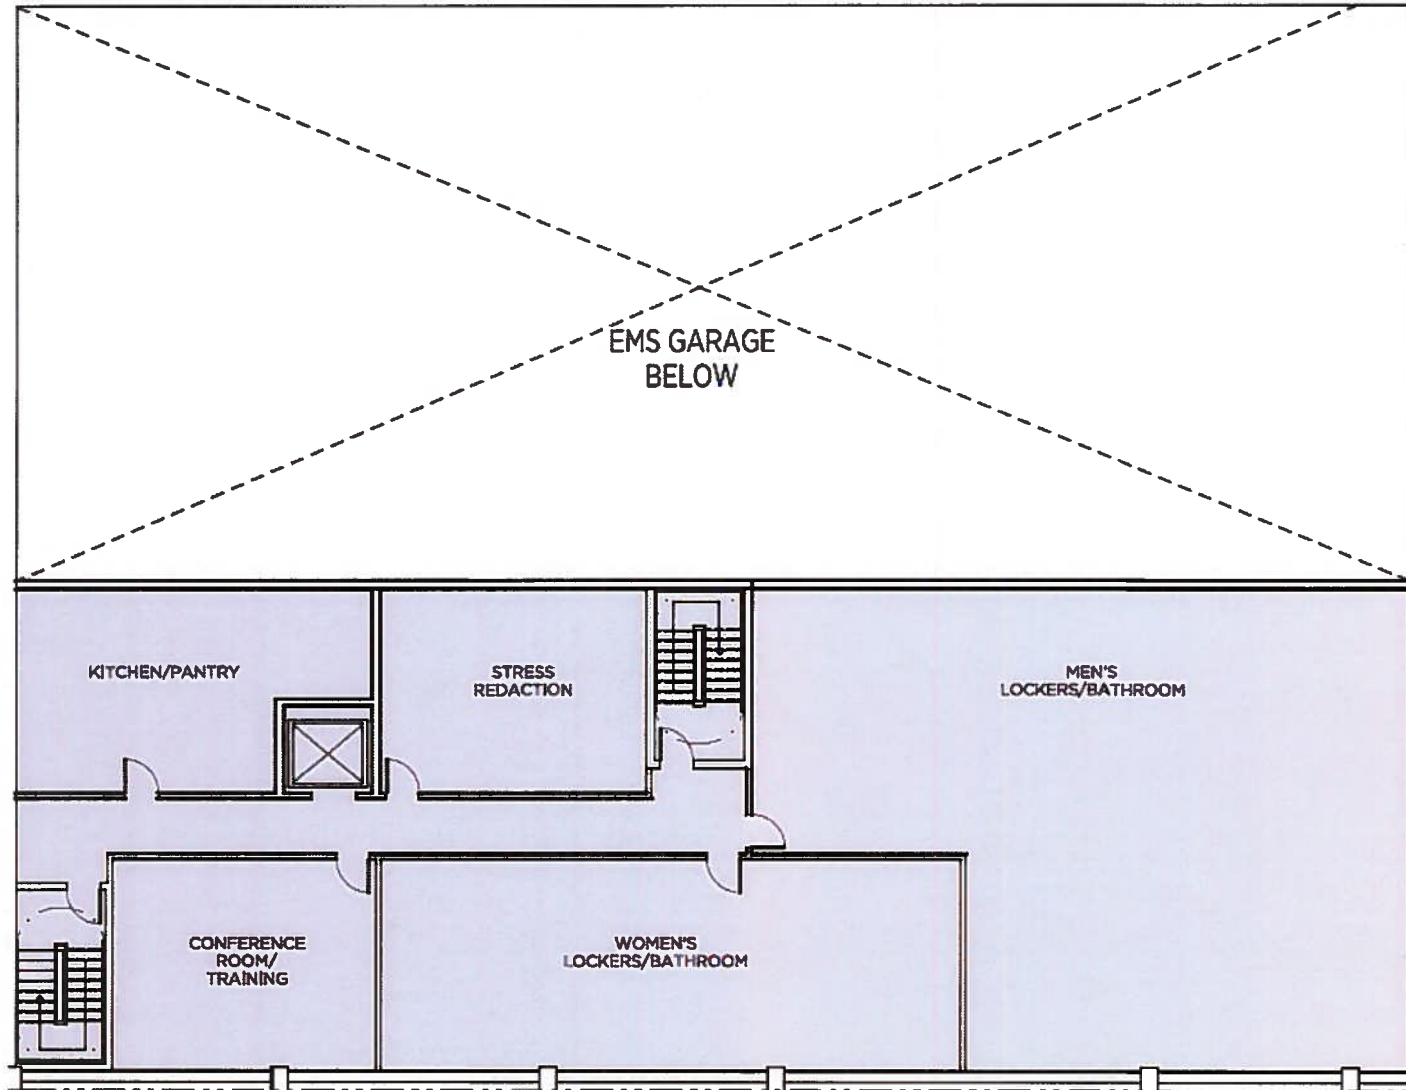 EMS GARAGE
BELOW
KITCHEN/PANTRY
STRESS
REDACTION
MEN'S
LOCKERS/BATHROOM
CONFERENCE
ROOM/
TRAINING
WOMEN'S
LOCKERS/BATHROOM